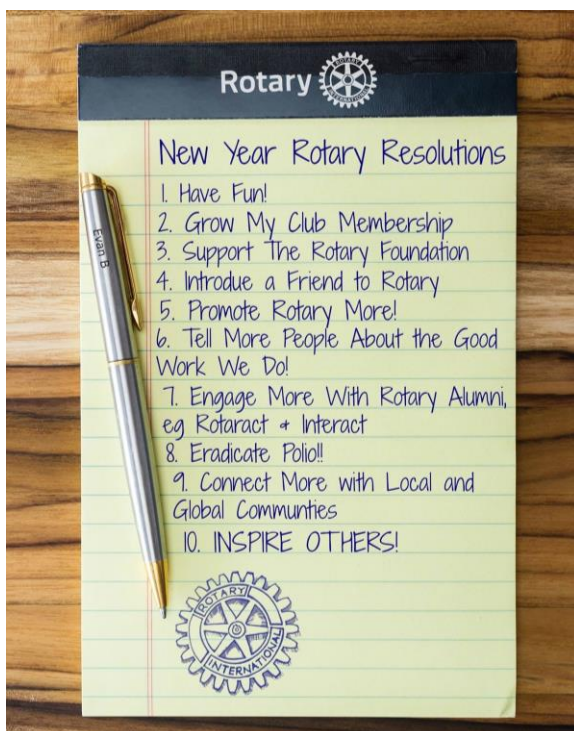 Rotary
ROTARY
INTERNATIONAL
New Year Rotary Resolutions
1. Have Fun!
2. Grow My Club Membership
3. Support The Rotary Foundation
4. Introdue a Friend to Rotary
5. Promote Rotary More!
6. Tell More People About the Good
Work We Do!
7. Engage More With Rotary Alumni,
eg Rotaract & Interact
8. Eradicate Polio!!
9. Connect More with Local and
Global Communties
10. INSPIRE OTHERS!
Evan B
ROTARY
INTERNATIONAL